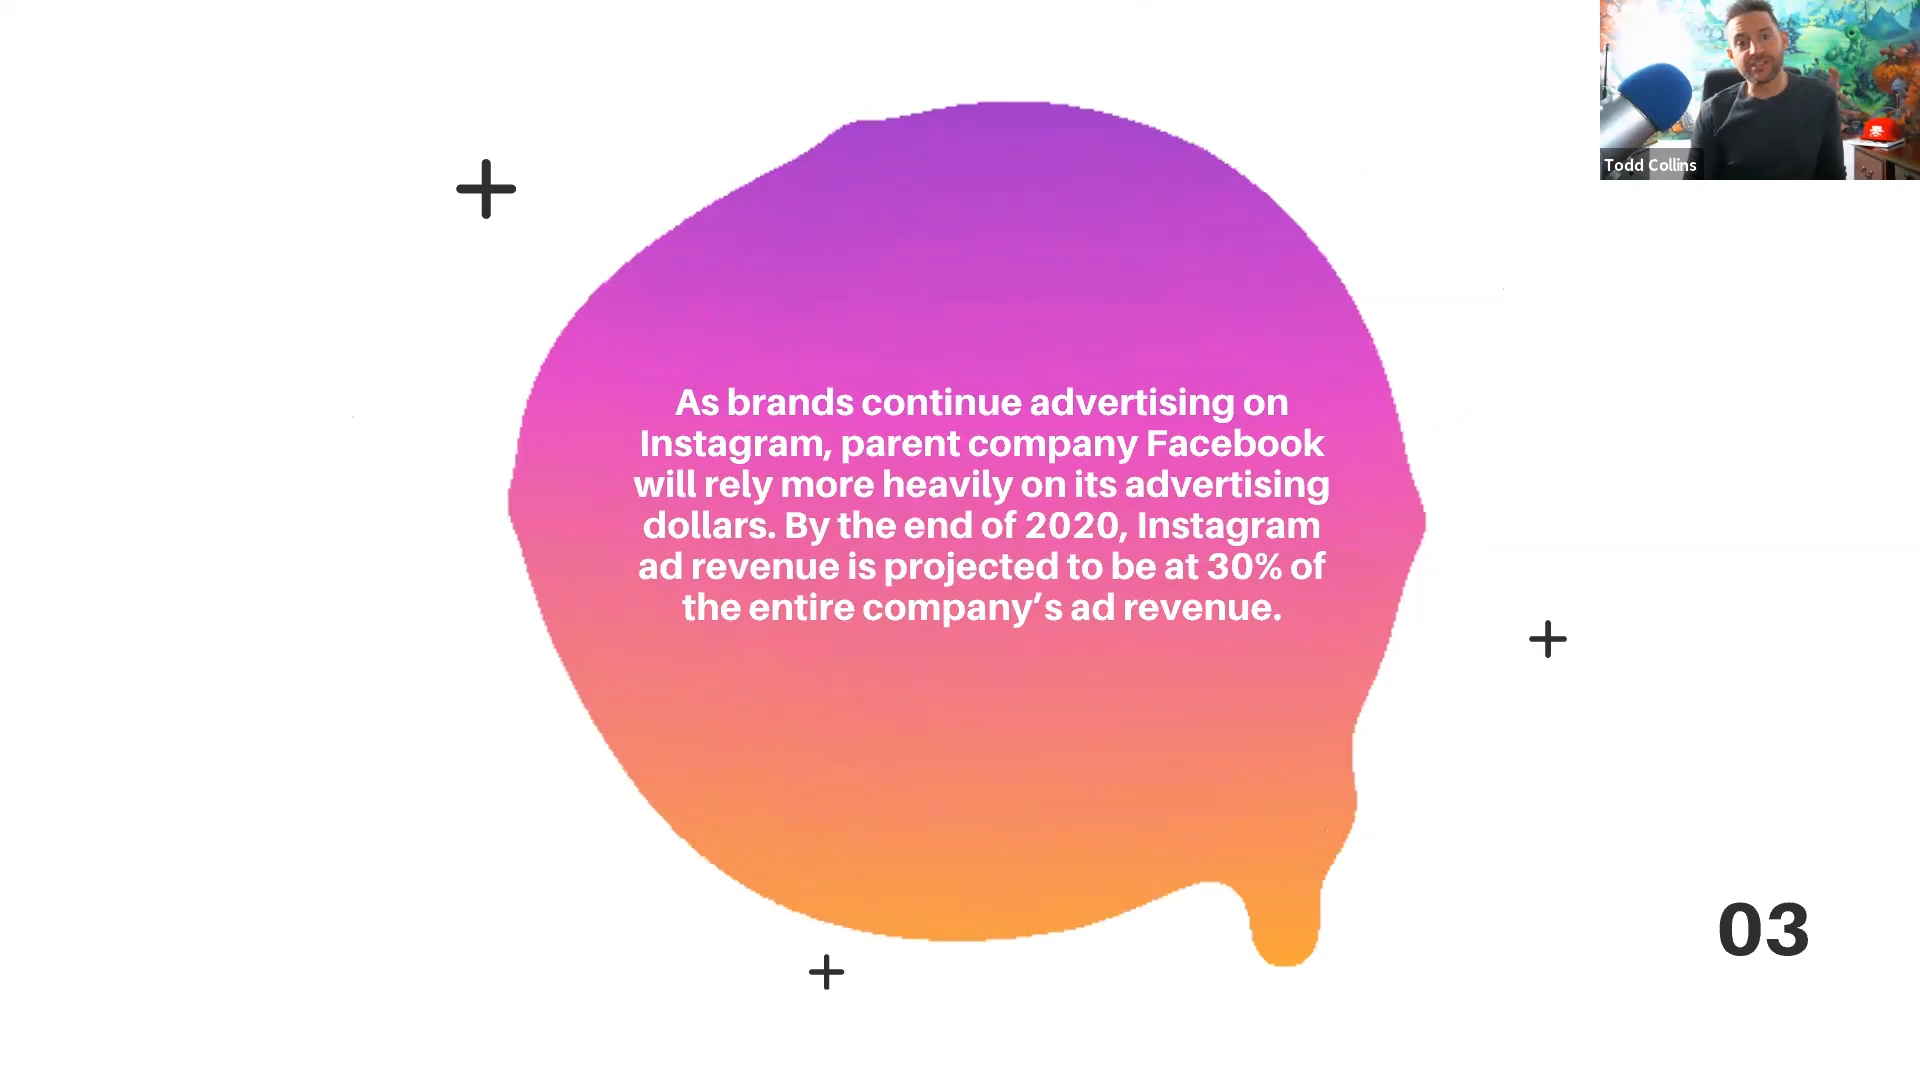 Todd Collins
As brands continue advertising on
Instagram, parent company Facebook
will rely more heavily on its advertising
dollars. By the end of 2020, Instagram
ad revenue is projected to be at 30% of
the entire company’s ad revenue.
03